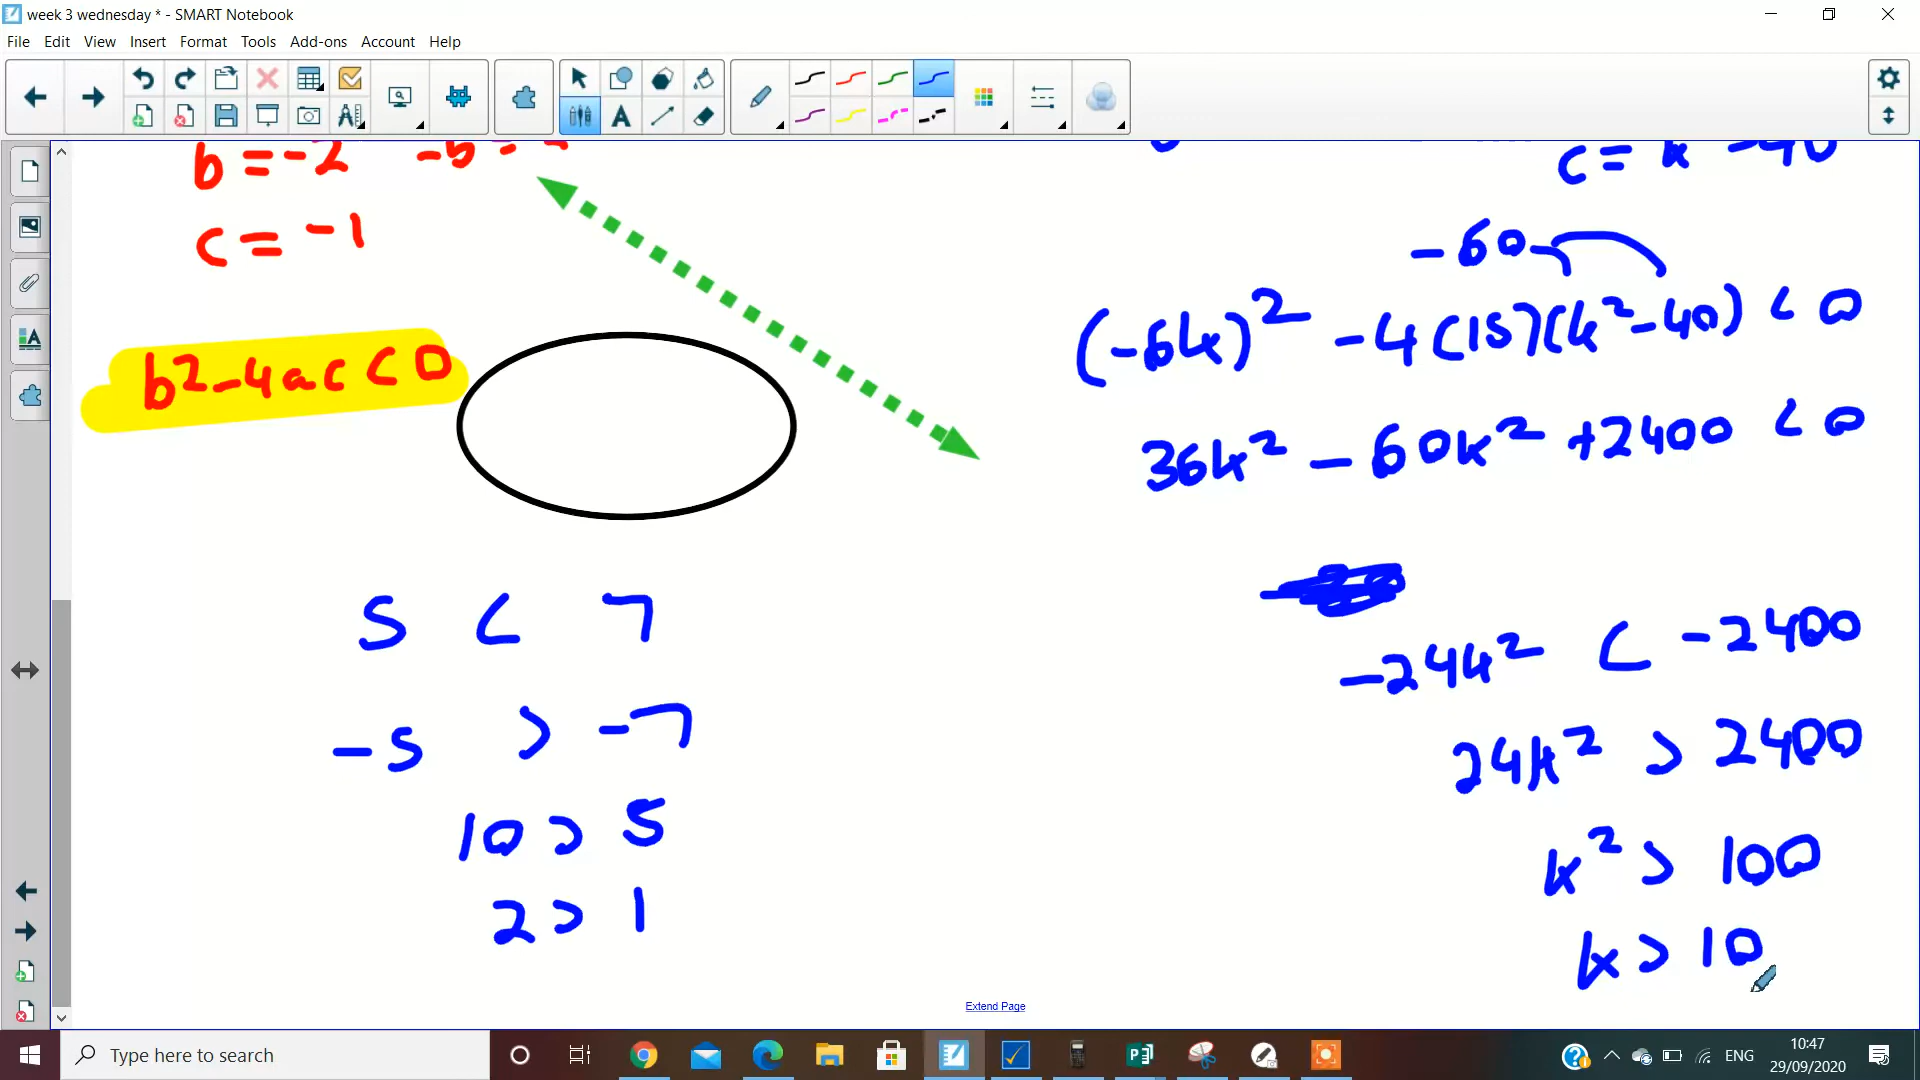 week 3 wednesday * - SMART Notebook
File Edit View Insert Format Tools Add-ons Account Help
b = -2
c = -1
b2-4ac < 0
5 < 7
-5 > -7
10 > 5
2 > 1
c = k² -40
-60
(-6k)² -4(15)(k²-40) < 0
36k² - 60k² +2400 < 0
-24k² < -2400
24k² > 2400
k² > 100
k > 10
Extend Page
Type here to search
ENG
10:47
29/09/2020